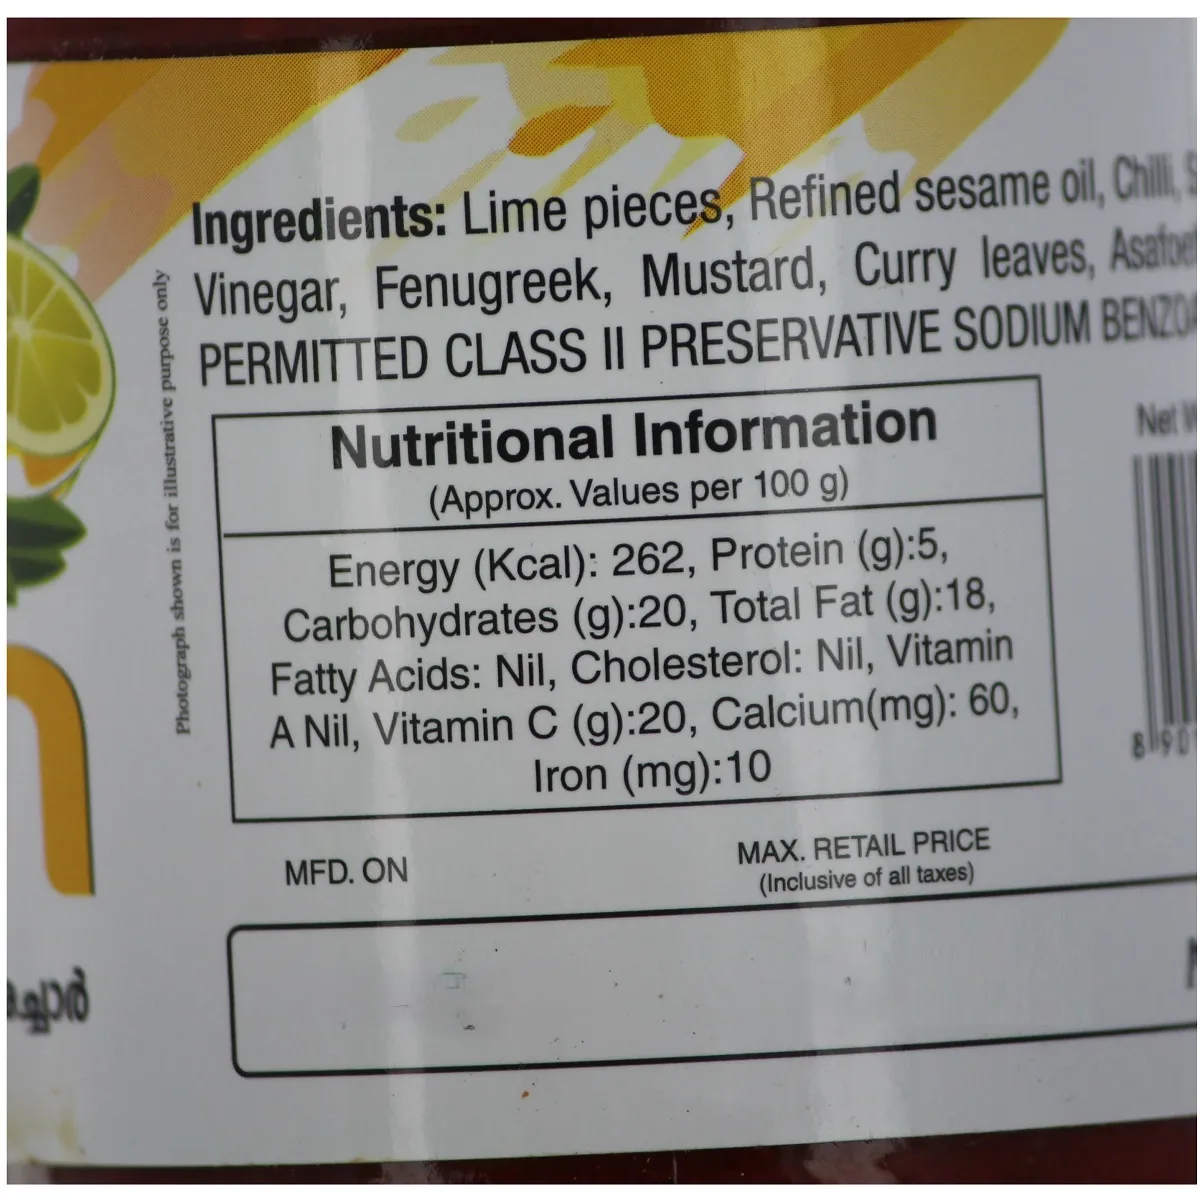 Ingredients: Lime pieces, Refined sesame oil, Chilli,
Vinegar, Fenugreek, Mustard, Curry leaves,
PERMITTED CLASS II PRESERVATIVE SODIUM
Photograph shown is for illustrative purpose only
Nutritional Information
(Approx. Values per 100 g)
Energy (Kcal): 262, Protein (g):5,
Carbohydrates (g):20, Total Fat (g):18,
Fatty Acids: Nil, Cholesterol: Nil, Vitamin
A Nil, Vitamin C (g):20, Calcium(mg): 60,
Iron (mg):10
Net
MFD. ON
MAX. RETAIL PRICE
(Inclusive of all taxes)